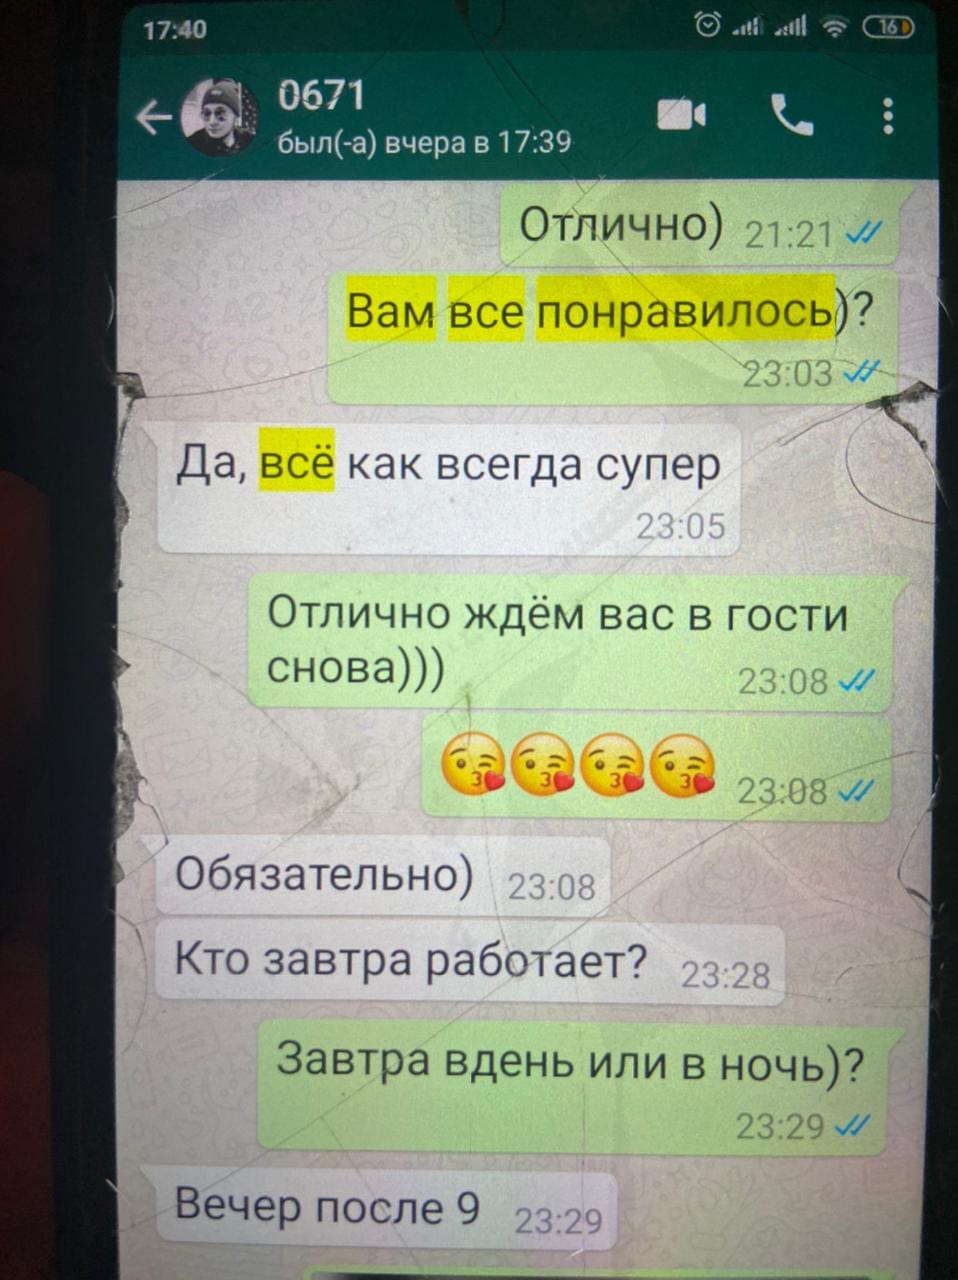 17:40
16
0671
был(-а) вчера в 17:39
Отлично) 21:21
Вам все понравилось)?
23:03
Да, всё как всегда супер
23:05
Отлично ждём вас в гости
снова))) 23:08
😘😘😘😘 23:08
Обязательно) 23:08
Кто завтра работает? 23:28
Завтра вдень или в ночь)?
23:29
Вечер после 9 23:29